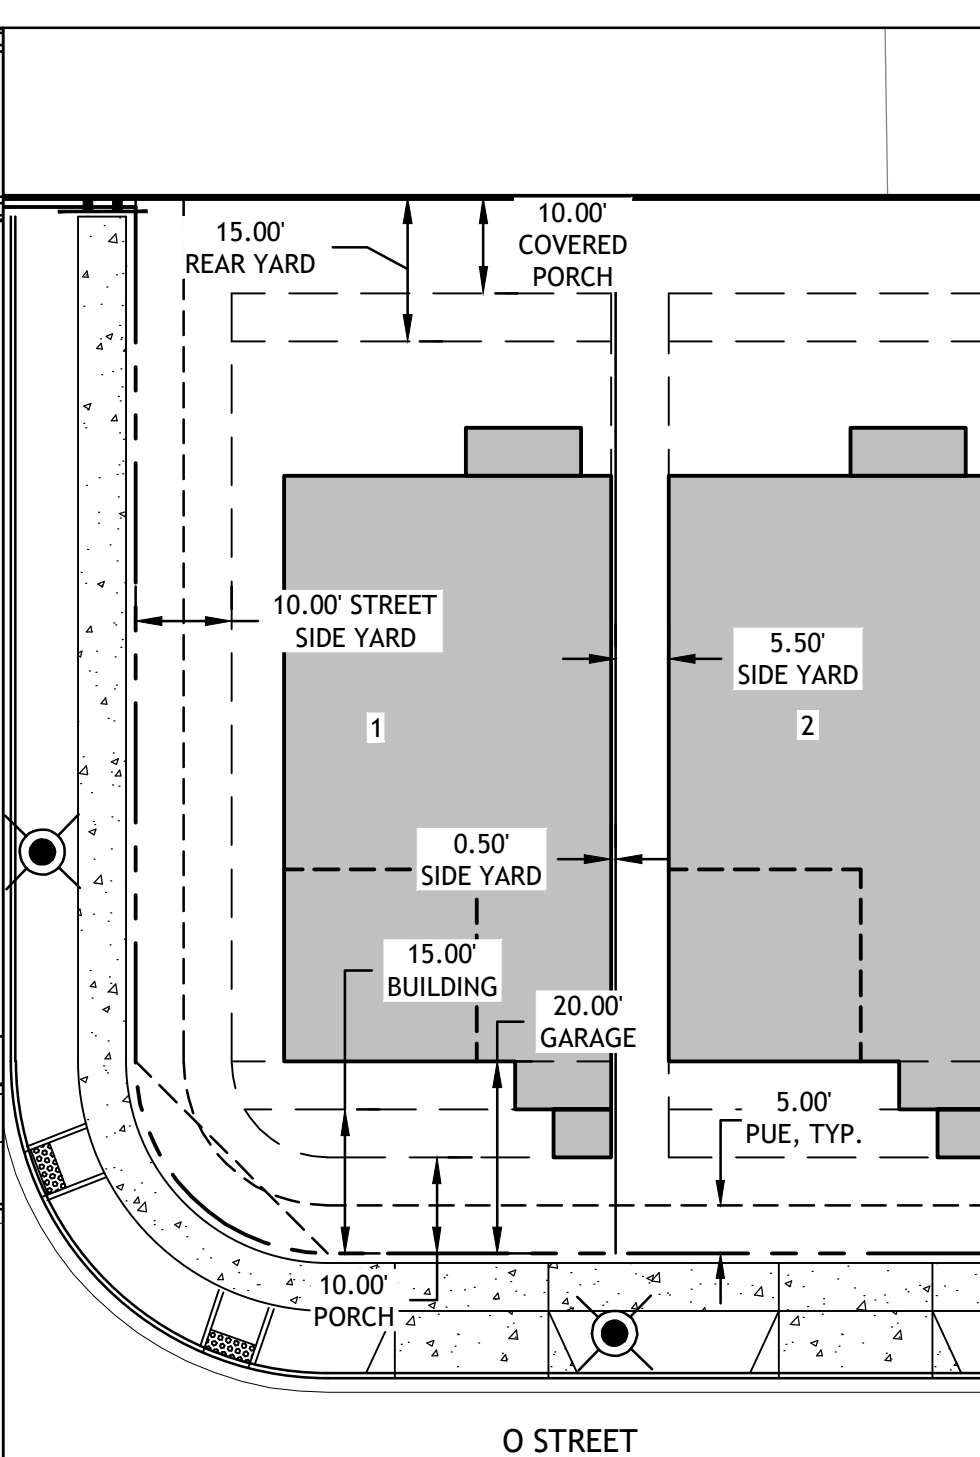 10.00'
COVERED
PORCH
15.00'
REAR YARD
10.00' STREET
SIDE YARD
5.50'
SIDE YARD
1
2
0.50'
SIDE YARD
15.00'
BUILDING
20.00'
GARAGE
5.00'
PUE, TYP.
10.00'
PORCH
O STREET